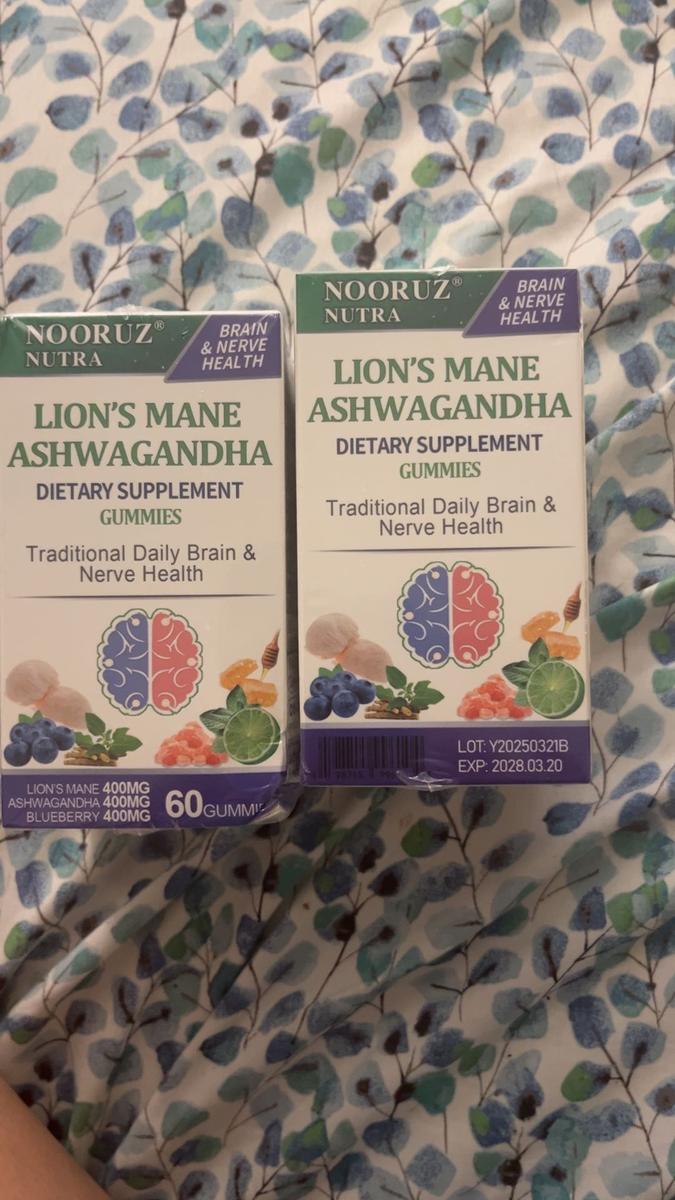 NOORUZ®
NUTRA
BRAIN
& NERVE
HEALTH
LION'S MANE
ASHWAGANDHA
DIETARY SUPPLEMENT
GUMMIES
Traditional Daily Brain &
Nerve Health
LION'S MANE 400MG
ASHWAGANDHA 400MG
BLUEBERRY 400MG
60 GUMMIE
NOORUZ®
NUTRA
BRAIN
& NERVE
HEALTH
LION'S MANE
ASHWAGANDHA
DIETARY SUPPLEMENT
GUMMIES
Traditional Daily Brain &
Nerve Health
LOT: Y20250321B
EXP: 2028.03.20